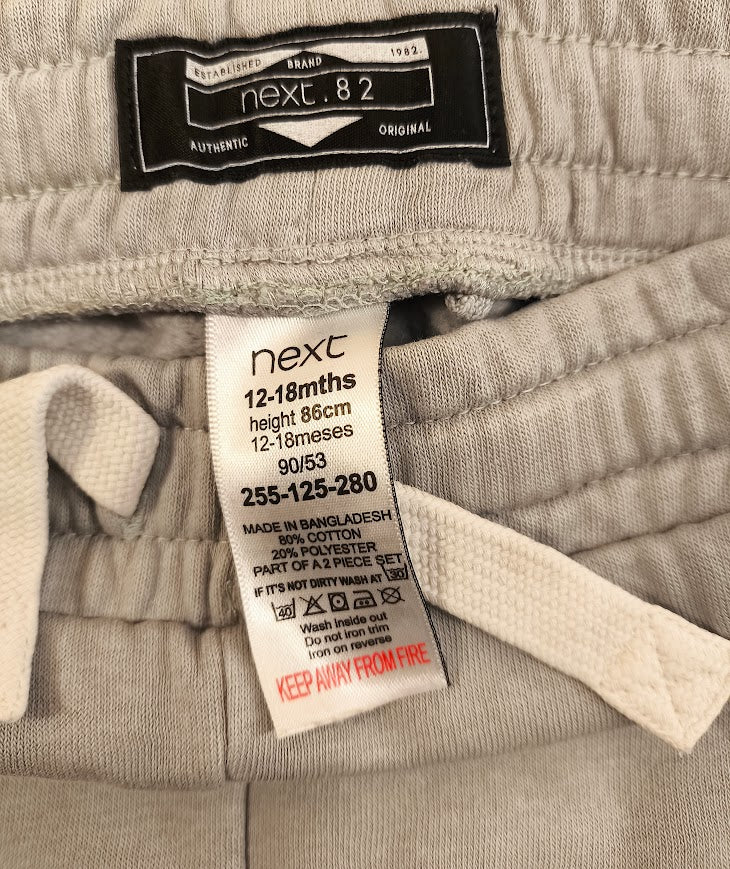 ESTABLISHED BRAND 1982.
next.82
AUTHENTIC ORIGINAL
next
12-18mths
height 86cm
12-18meses
90/53
255-125-280
MADE IN BANGLADESH
80% COTTON
20% POLYESTER
PART OF A 2 PIECE SET
IF IT'S NOT DIRTY WASH AT 30
40
Wash inside out
Do not iron trim
Iron on reverse
KEEP AWAY FROM FIRE